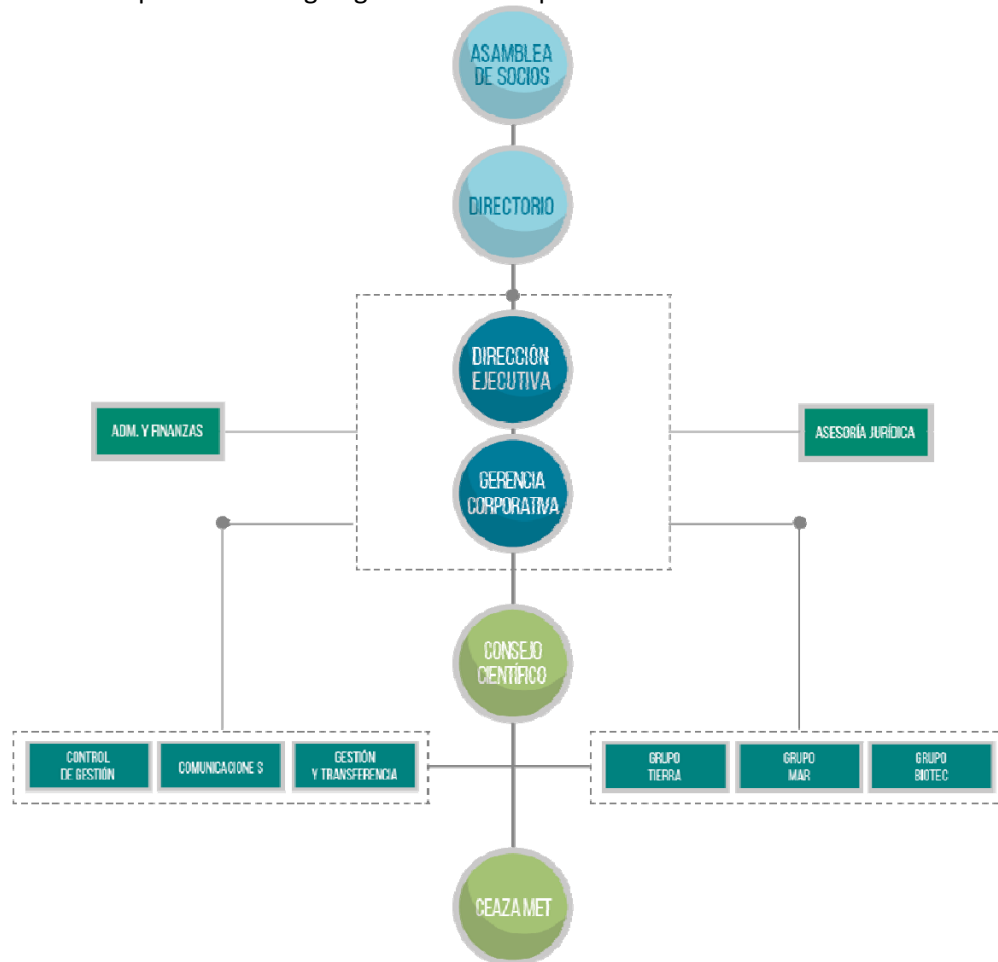 ASAMBLEA
DE SOCIOS
DIRECTORIO
DIRECCIÓN
EJECUTIVA
ADM. Y FINANZAS
ASESORÍA JURÍDICA
GERENCIA
CORPORATIVA
CONSEJO
CIENTÍFICO
CONTROL
DE GESTIÓN
COMUNICACIONE S
GESTIÓN
Y TRANSFERENCIA
GRUPO
TIERRA
GRUPO
MAR
GRUPO
BIOTEC
CEAZA MET